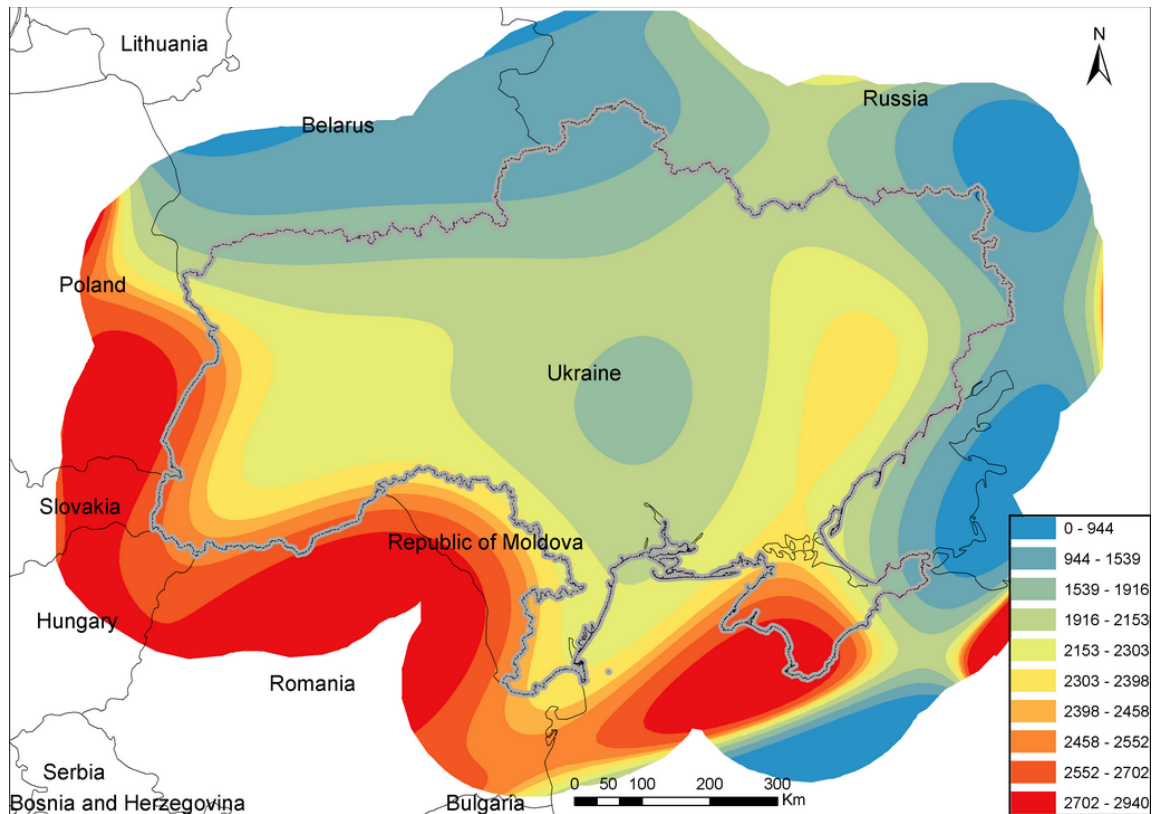 Lithuania
N
Russia
Belarus
Poland
Ukraine
Slovakia
Republic of Moldova
Hungary
Romania
Serbia
Bosnia and Herzegovina
Bulgaria
0 50 100 200 300
Km
0 - 944
944 - 1539
1539 - 1916
1916 - 2153
2153 - 2303
2303 - 2398
2398 - 2458
2458 - 2552
2552 - 2702
2702 - 2940